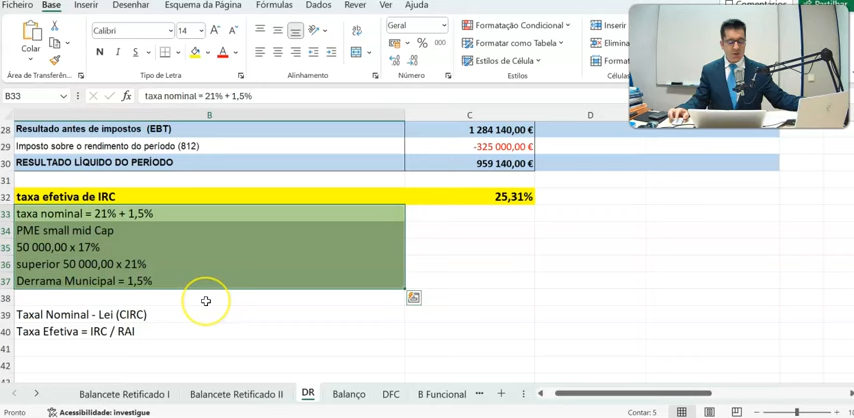 Ficheiro Base Inserir Desenhar Esquema da Página Fórmulas Dados Rever Ver Ajuda Comentários Partilhar
Calibri 14 Geral Formatação Condicional Inserir
Colar N I S A A Formatar como Tabela Elimina
% 000 Estilos de Célula Format
Área de Transferên... Tipo de Letra Alinhamento Número Estilos Células
B33 fx taxa nominal = 21% + 1,5%
B C D
28 Resultado antes de impostos (EBT) 1 284 140,00 €
29 Imposto sobre o rendimento do período (812) -325 000,00 €
30 RESULTADO LÍQUIDO DO PERÍODO 959 140,00 €
31
32 taxa efetiva de IRC 25,31%
33 taxa nominal = 21% + 1,5%
34 PME small mid Cap
35 50 000,00 x 17%
36 superior 50 000,00 x 21%
37 Derrama Municipal = 1,5%
38
39 Taxal Nominal - Lei (CIRC)
40 Taxa Efetiva = IRC / RAI
41
42
Balancete Retificado I Balancete Retificado II DR Balanço DFC B Funcional ...
Pronto Acessibilidade: investigue Contar: 5